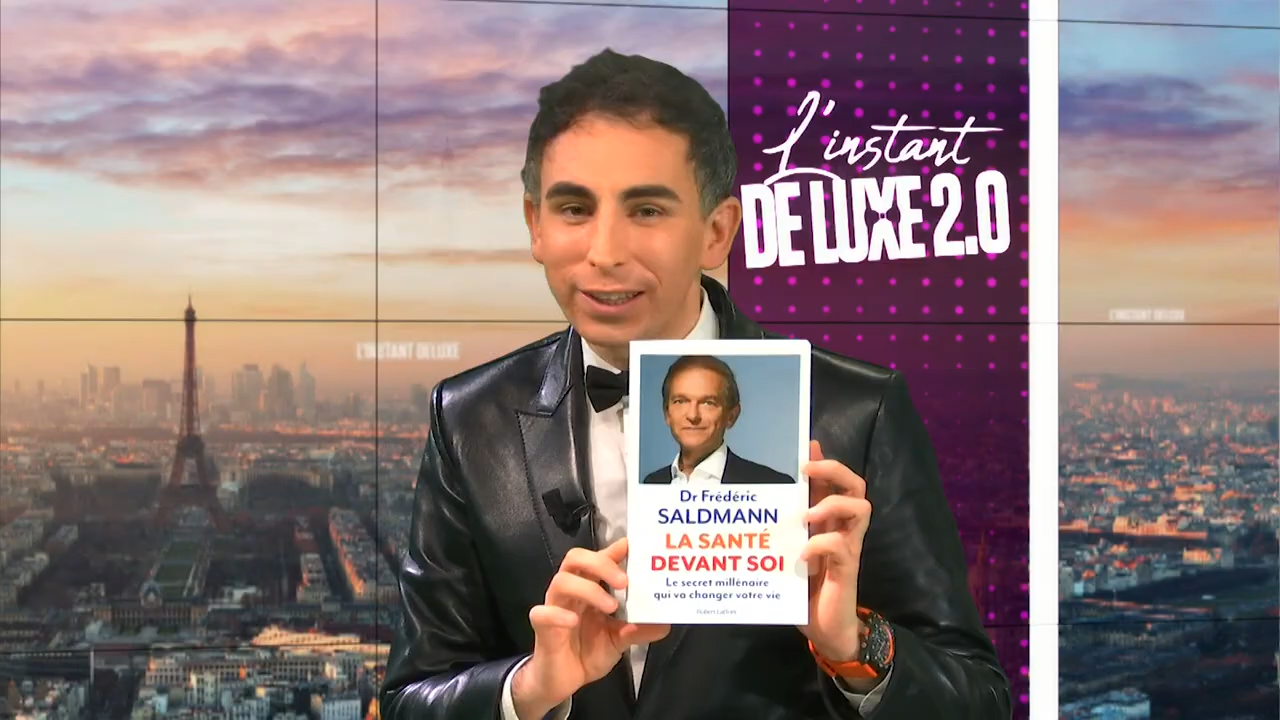 L'instant
DE LUXE 2.0
L'INSTANT DELUXE
L'INSTANT DELUXE
Dr Frédéric
SALDMANN
LA SANTÉ
DEVANT SOI
Le secret millénaire
qui va changer votre vie
Robert Laffont